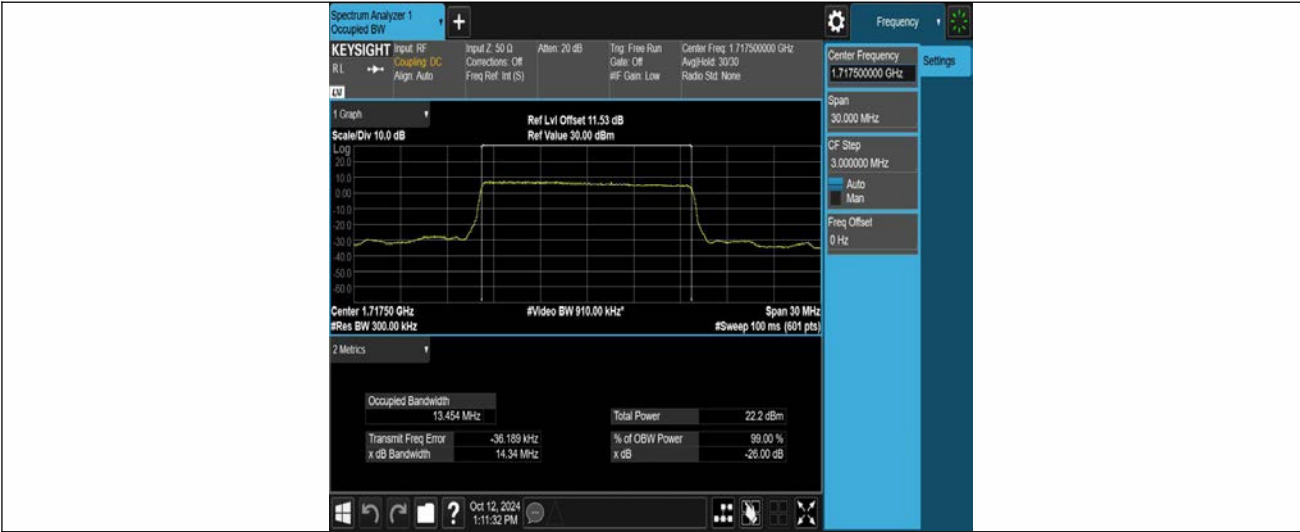 Spectrum Analyzer 1
Occupied BW
+
Frequency
KEYSIGHT
RL
Input: RF
Coupling: DC
Align: Auto
Input Z: 50 Ω
Corrections: Off
Freq Ref: Int (S)
Atten: 20 dB
Trig: Free Run
Gate: Off
#IF Gain: Low
Center Freq: 1.717500000 GHz
Avg|Hold: 30/30
Radio Std: None
Center Frequency
1.717500000 GHz
Settings
Span
30.000 MHz
CF Step
3.000000 MHz
Auto
Man
Freq Offset
0 Hz
1 Graph
Scale/Div 10.0 dB
Ref Lvl Offset 11.53 dB
Ref Value 30.00 dBm
Log
20.0
10.0
0.00
-10.0
-20.0
-30.0
-40.0
-50.0
-60.0
Center 1.71750 GHz
#Res BW 300.00 kHz
#Video BW 910.00 kHz*
Span 30 MHz
#Sweep 100 ms (601 pts)
2 Metrics
Occupied Bandwidth
13.454 MHz
Total Power 22.2 dBm
Transmit Freq Error -36.189 kHz
% of OBW Power 99.00 %
x dB Bandwidth 14.34 MHz
x dB -26.00 dB
?
Oct 12, 2024
1:11:32 PM